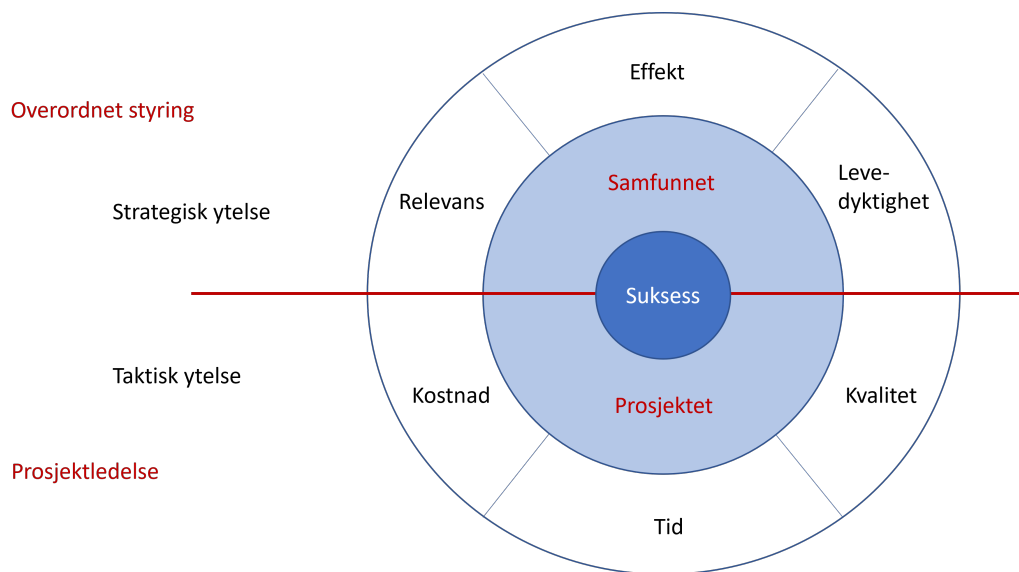 Effekt
Overordnet styring
Samfunnet
Leve-
dyktighet
Relevans
Strategisk ytelse
Suksess
Taktisk ytelse
Kostnad
Prosjektet
Kvalitet
Prosjektledelse
Tid